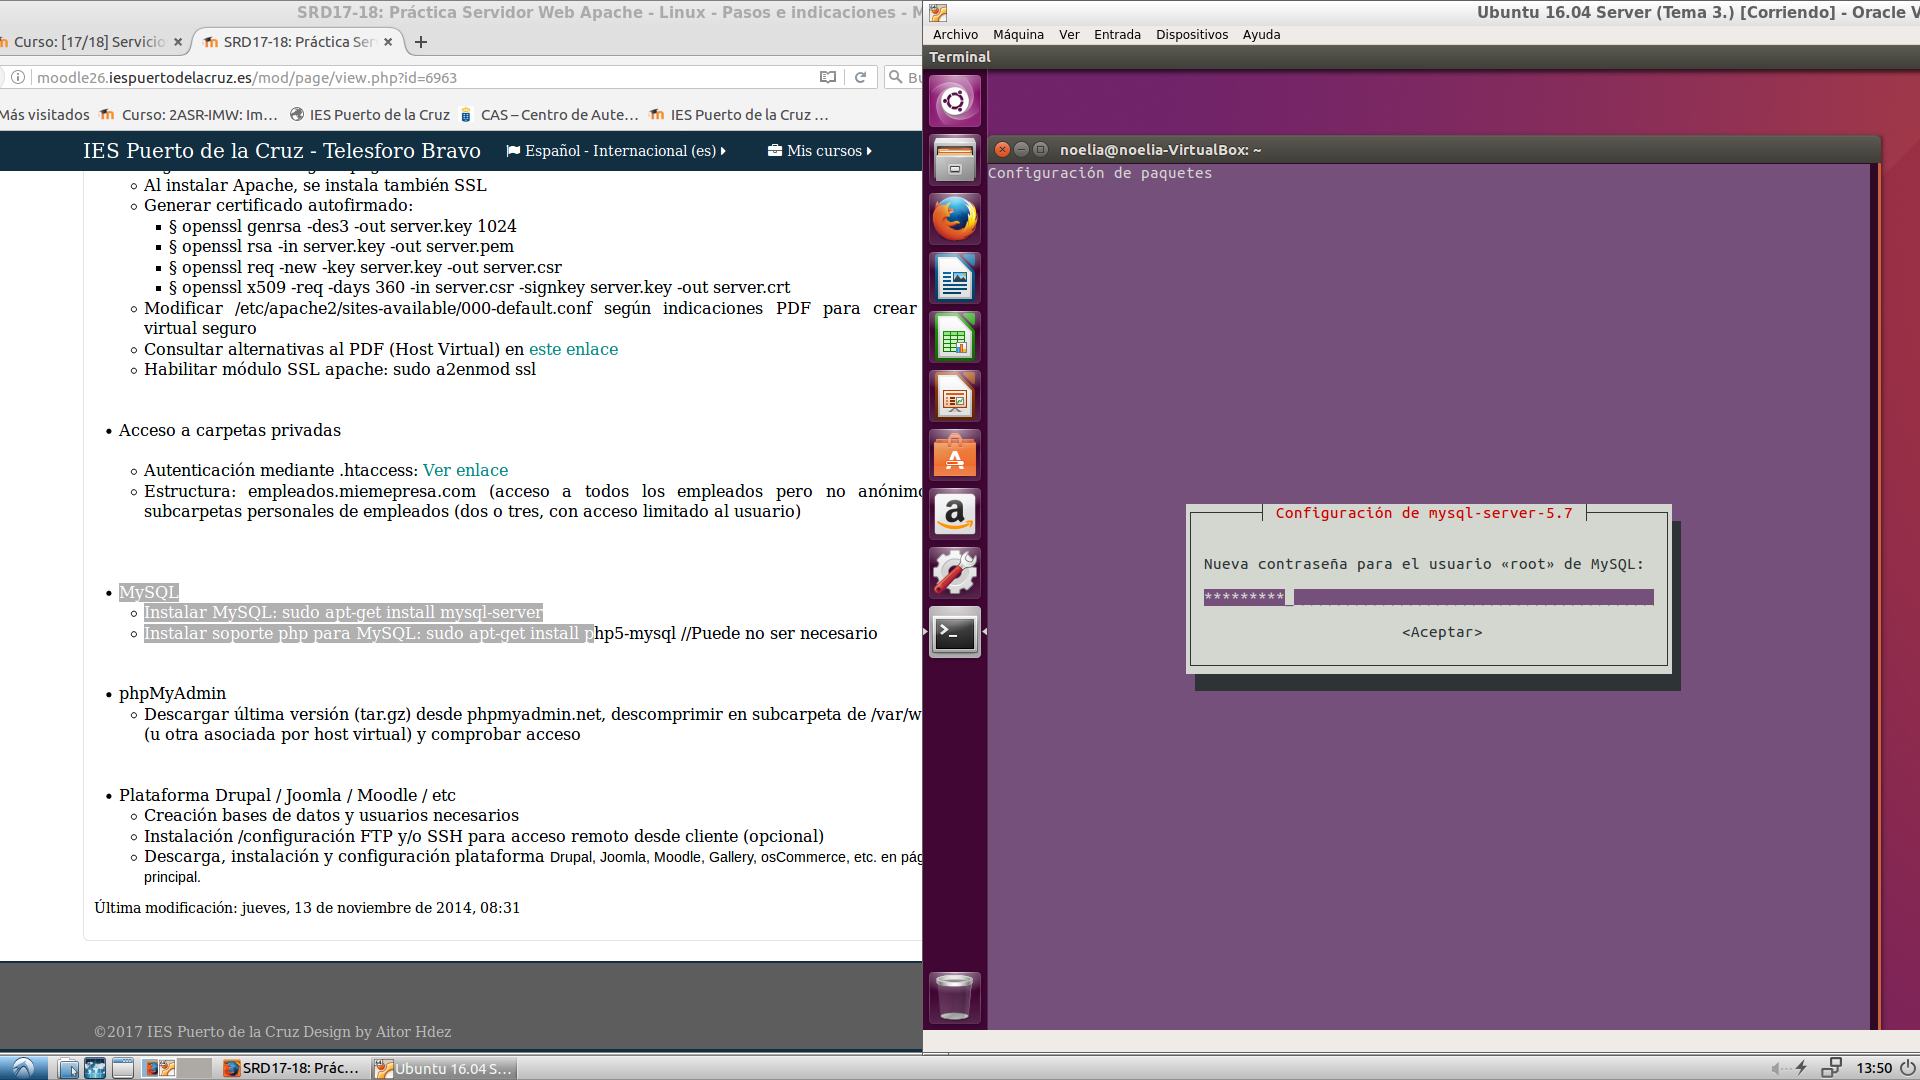 SRD17-18: Práctica Servidor Web Apache - Linux - Pasos e indicaciones - M
Curso: [17/18] Servicio
SRD17-18: Práctica Ser
moodle26.iespuertodelacruz.es/mod/page/view.php?id=6963
Más visitados
Curso: 2ASR-IMW: Im...
IES Puerto de la Cruz
CAS – Centro de Aute...
IES Puerto de la Cruz ...
IES Puerto de la Cruz - Telesforo Bravo
Español - Internacional (es)
Mis cursos
Al instalar Apache, se instala también SSL
Generar certificado autofirmado:
§ openssl genrsa -des3 -out server.key 1024
§ openssl rsa -in server.key -out server.pem
§ openssl req -new -key server.key -out server.csr
§ openssl x509 -req -days 360 -in server.csr -signkey server.key -out server.crt
Modificar /etc/apache2/sites-available/000-default.conf según indicaciones PDF para crear
virtual seguro
Consultar alternativas al PDF (Host Virtual) en este enlace
Habilitar módulo SSL apache: sudo a2enmod ssl
Acceso a carpetas privadas
Autenticación mediante .htaccess: Ver enlace
Estructura: empleados.miemepresa.com (acceso a todos los empleados pero no anónimo
subcarpetas personales de empleados (dos o tres, con acceso limitado al usuario)
MySQL
Instalar MySQL: sudo apt-get install mysql-server
Instalar soporte php para MySQL: sudo apt-get install php5-mysql //Puede no ser necesario
phpMyAdmin
Descargar última versión (tar.gz) desde phpmyadmin.net, descomprimir en subcarpeta de /var/w
(u otra asociada por host virtual) y comprobar acceso
Plataforma Drupal / Joomla / Moodle / etc
Creación bases de datos y usuarios necesarios
Instalación /configuración FTP y/o SSH para acceso remoto desde cliente (opcional)
Descarga, instalación y configuración plataforma Drupal, Joomla, Moodle, Gallery, osCommerce, etc. en pág
principal.
Última modificación: jueves, 13 de noviembre de 2014, 08:31
©2017 IES Puerto de la Cruz Design by Aitor Hdez
Ubuntu 16.04 Server (Tema 3.) [Corriendo] - Oracle V
Archivo
Máquina
Ver
Entrada
Dispositivos
Ayuda
Terminal
noelia@noelia-VirtualBox: ~
Configuración de paquetes
Configuración de mysql-server-5.7
Nueva contraseña para el usuario «root» de MySQL:
*********
<Aceptar>
SRD17-18: Prác...
Ubuntu 16.04 S...
13:50